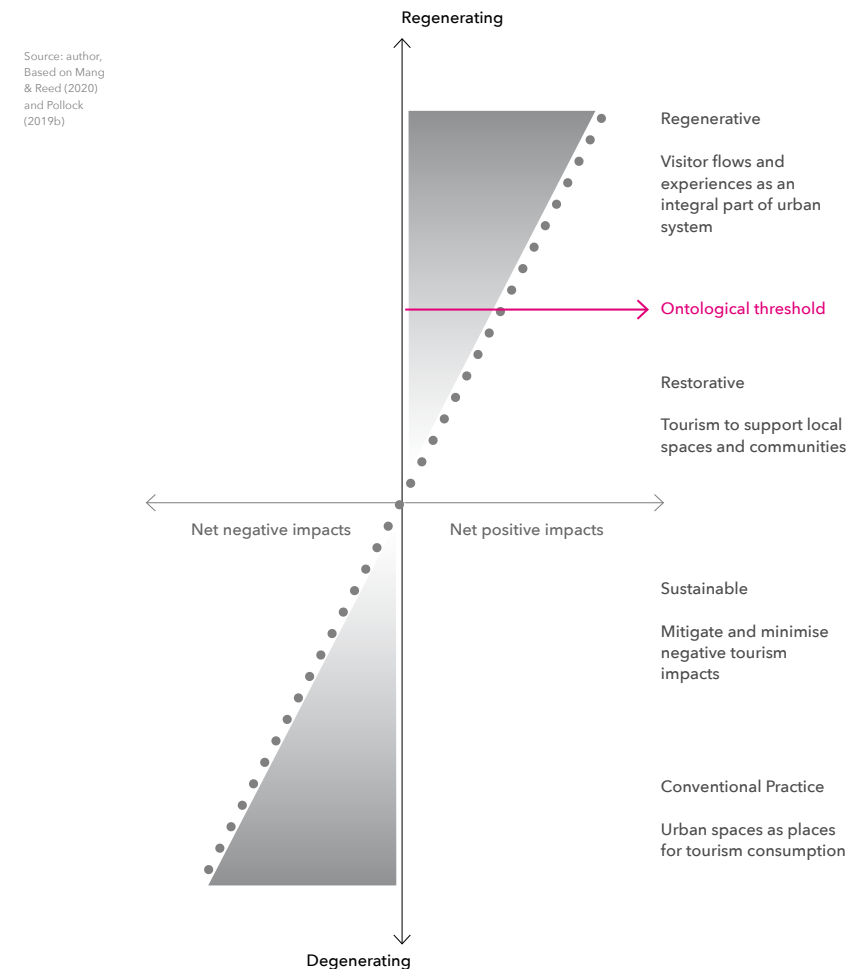 Regenerating
Source: author,
Based on Mang
& Reed (2020)
and Pollock
(2019b)
Regenerative
Visitor flows and
experiences as an
integral part of urban
system
Ontological threshold
Restorative
Tourism to support local
spaces and communities
Net negative impacts
Net positive impacts
Sustainable
Mitigate and minimise
negative tourism
impacts
Conventional Practice
Urban spaces as places
for tourism consumption
Degenerating